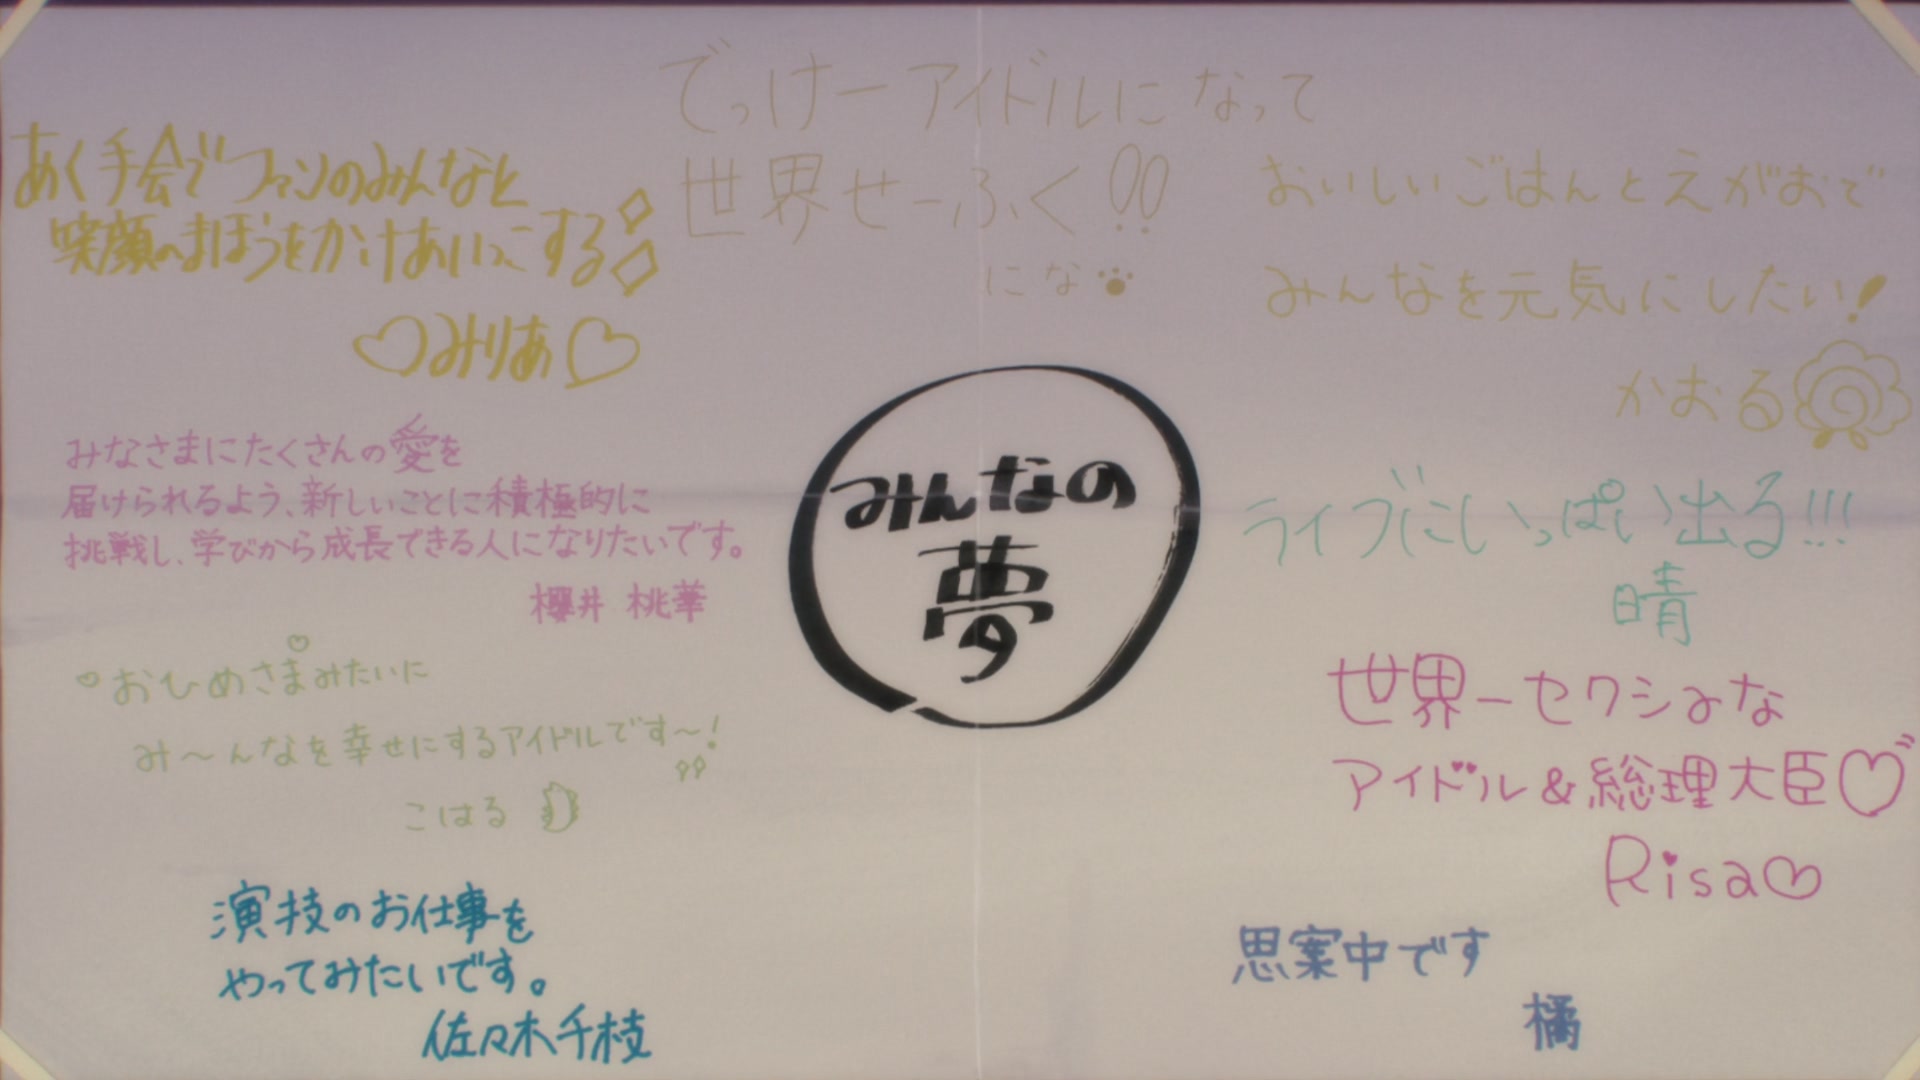 でっけーアイドルになって
世界せーふく!!
にな
あく手会でファンのみんなと
笑顔のまほうをかけあいっこする
みりあ
おいしいごはんとえがおで
みんなを元気にしたい!
かおる
みなさまにたくさんの愛を
届けられるよう、新しいことに積極的に
挑戦し、学びから成長できる人になりたいです。
櫻井 桃華
みんなの
夢
ライブにいっぱい出る!!!
晴
おひめさまみたいに
み〜んなを幸せにするアイドルです〜!
こはる
世界一セクシみな
アイドル&総理大臣
Risa
演技のお仕事を
やってみたいです。
佐々木千枝
思案中です
橘